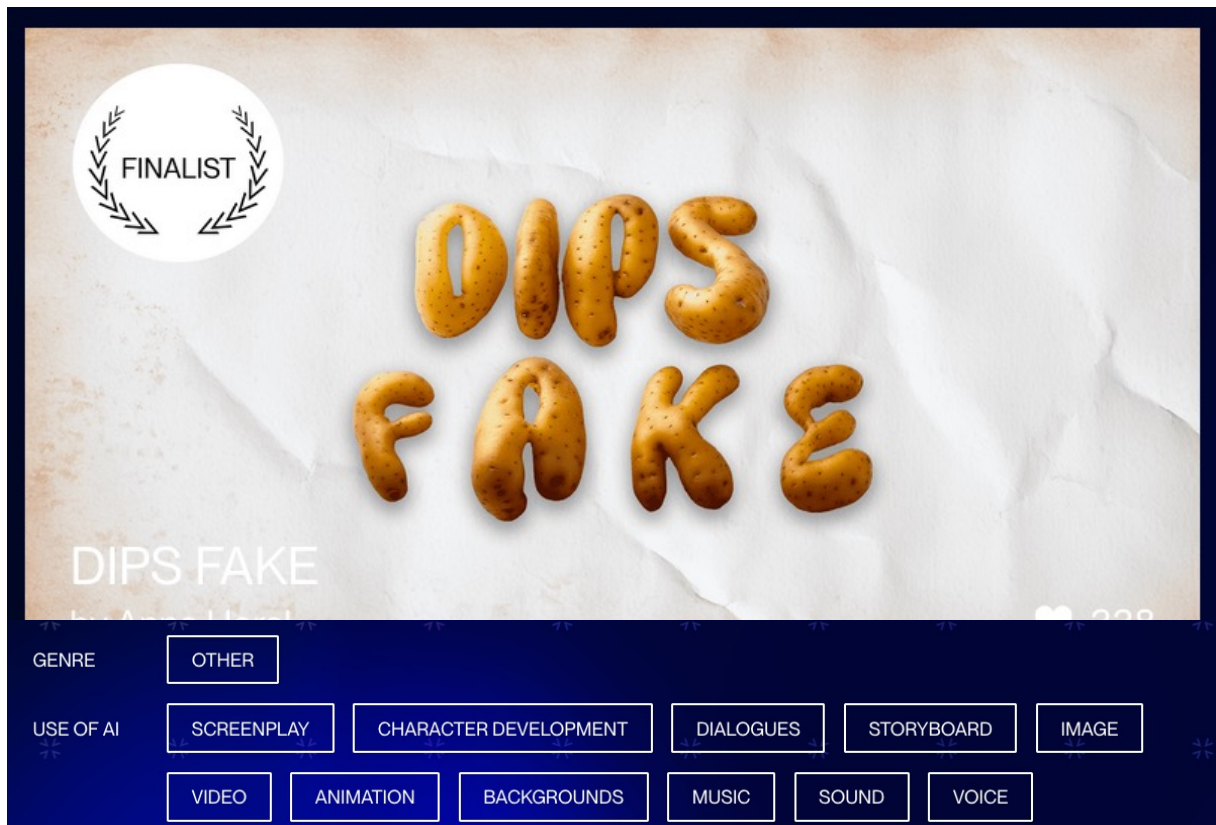 FINALIST
DIPS
FAKE
DIPS FAKE
GENRE OTHER
USE OF AI SCREENPLAY CHARACTER DEVELOPMENT DIALOGUES STORYBOARD IMAGE
VIDEO ANIMATION BACKGROUNDS MUSIC SOUND VOICE